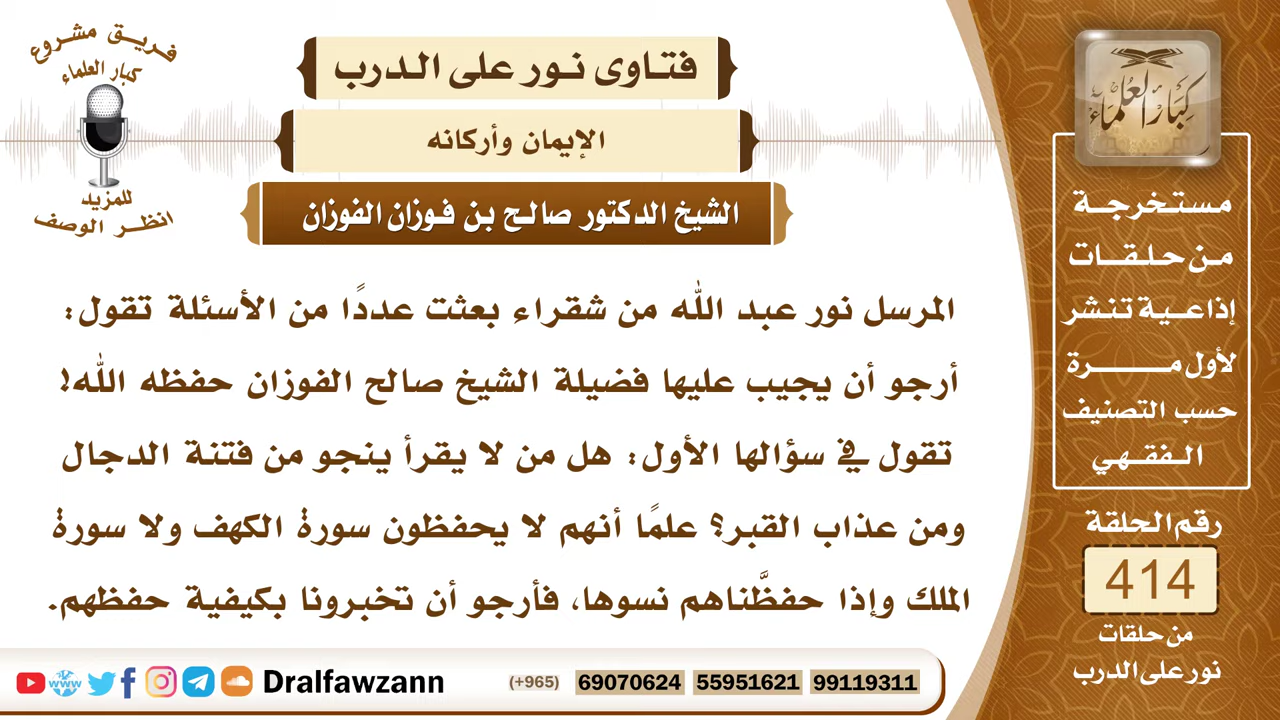 فريق مشروع
كبار العلماء
للمزيد
انظر الوصف
فتاوى نور على الدرب
الإيمان وأركانه
الشيخ الدكتور صالح بن فوزان الفوزان
المرسل نور عبد الله من شقراء بعثت عددًا من الأسئلة تقول:
أرجو أن يجيب عليها فضيلة الشيخ صالح الفوزان حفظه الله!
تقول في سؤالها الأول: هل من لا يقرأ ينجو من فتنة الدجال
ومن عذاب القبر؟ علمًا أنهم لا يحفظون سورة الكهف ولا سورة
الملك وإذا حفظَّناهم نسوها، فأرجو أن تخبرونا بكيفية حفظهم.
كِبَارُ العُلَمَاء
مستخرجة
من حلقات
إذاعية تنشر
لأول مرة
حسب التصنيف
الفقهي
رقم الحلقة
414
من حلقات
نور على الدرب
www
Dralfawzann (+965) 69070624 55951621 99119311